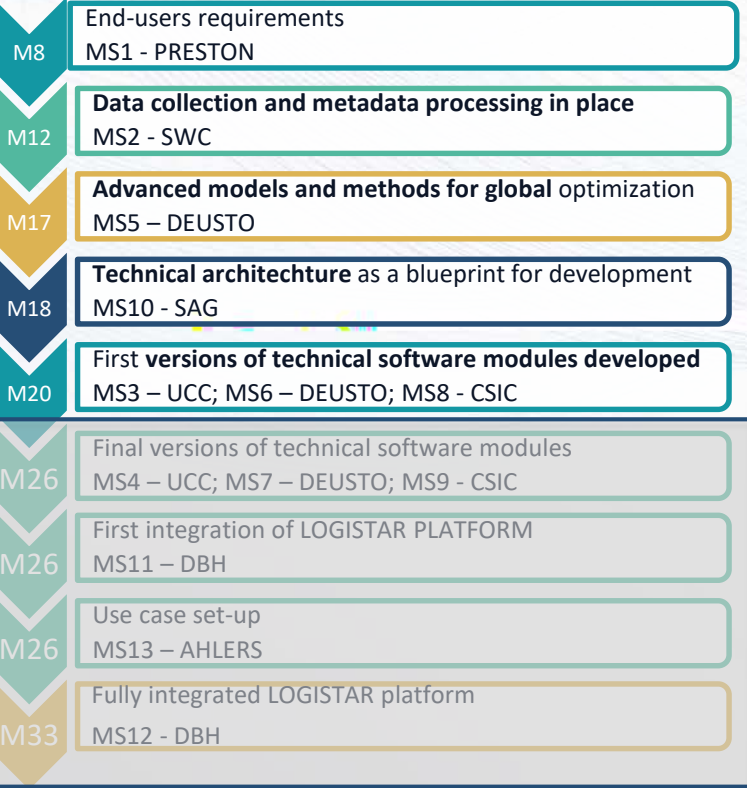 M8
End-users requirements
MS1 - PRESTON
M12
Data collection and metadata processing in place
MS2 - SWC
M17
Advanced models and methods for global optimization
MS5 – DEUSTO
M18
Technical architechture as a blueprint for development
MS10 - SAG
M20
First versions of technical software modules developed
MS3 – UCC; MS6 – DEUSTO; MS8 - CSIC
M26
Final versions of technical software modules
MS4 – UCC; MS7 – DEUSTO; MS9 - CSIC
M26
First integration of LOGISTAR PLATFORM
MS11 – DBH
M26
Use case set-up
MS13 – AHLERS
M33
Fully integrated LOGISTAR platform
MS12 - DBH